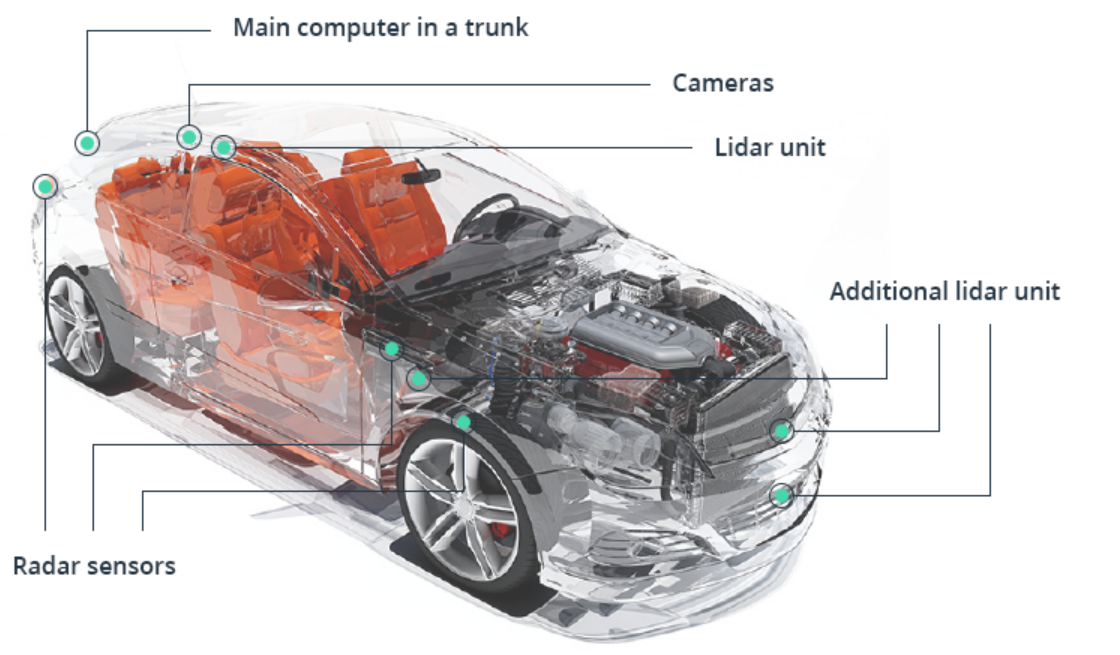 Main computer in a trunk
Cameras
Lidar unit
Additional lidar unit
Radar sensors